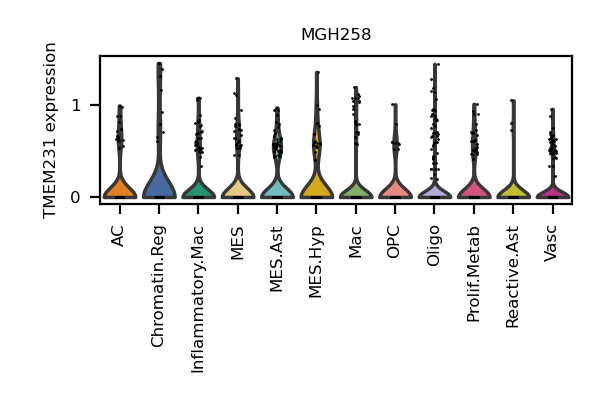 MGH258
TMEM231 expression
1
0
AC
Chromatin.Reg
Inflammatory.Mac
MES
MES.Ast
MES.Hyp
Mac
OPC
Oligo
Prolif.Metab
Reactive.Ast
Vasc